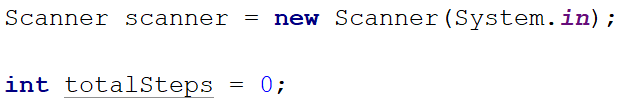 Scanner scanner = new Scanner(System.in);
int totalSteps = 0;